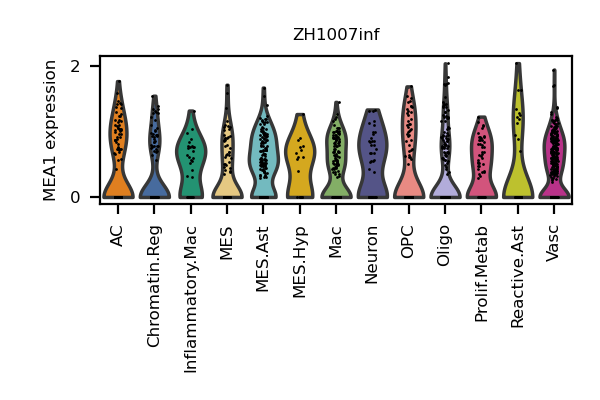 ZH1007inf
MEA1 expression
2
0
AC
Chromatin.Reg
Inflammatory.Mac
MES
MES.Ast
MES.Hyp
Mac
Neuron
OPC
Oligo
Prolif.Metab
Reactive.Ast
Vasc